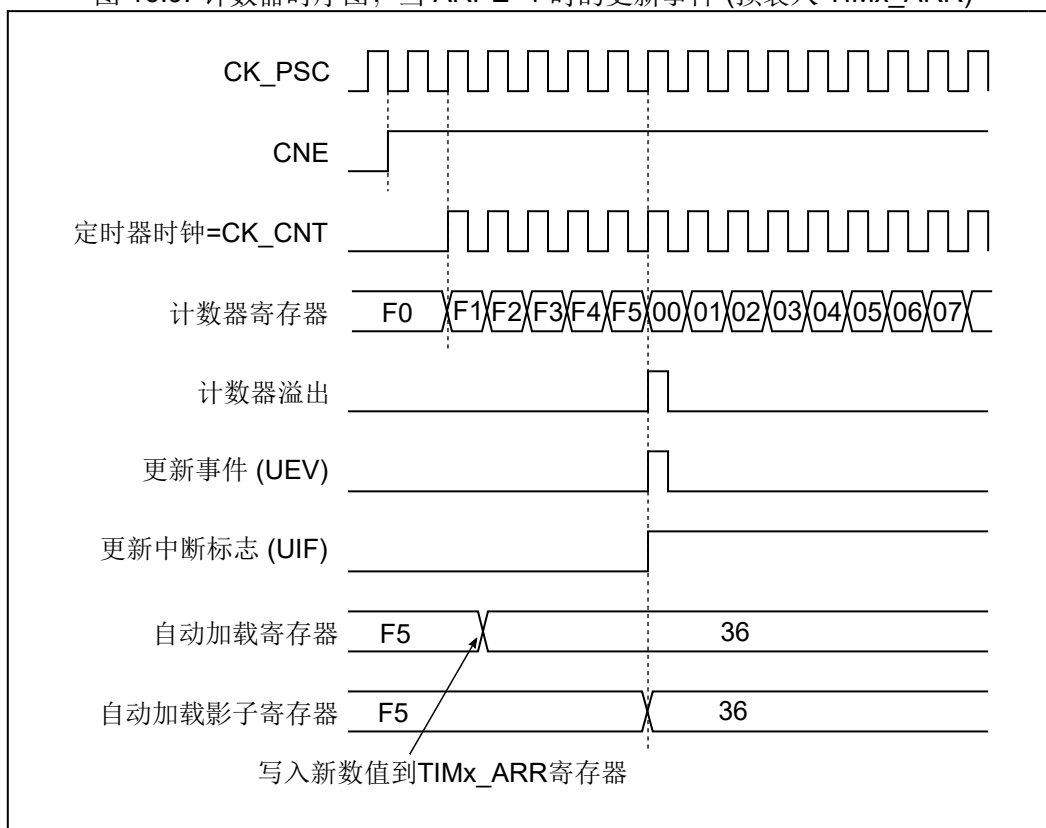 CK_PSC
CNE
定时器时钟=CK_CNT
计数器寄存器 F0 F1 F2 F3 F4 F5 00 01 02 03 04 05 06 07
计数器溢出
更新事件 (UEV)
更新中断标志 (UIF)
自动加载寄存器 F5 36
自动加载影子寄存器 F5 36
写入新数值到TIMx_ARR寄存器